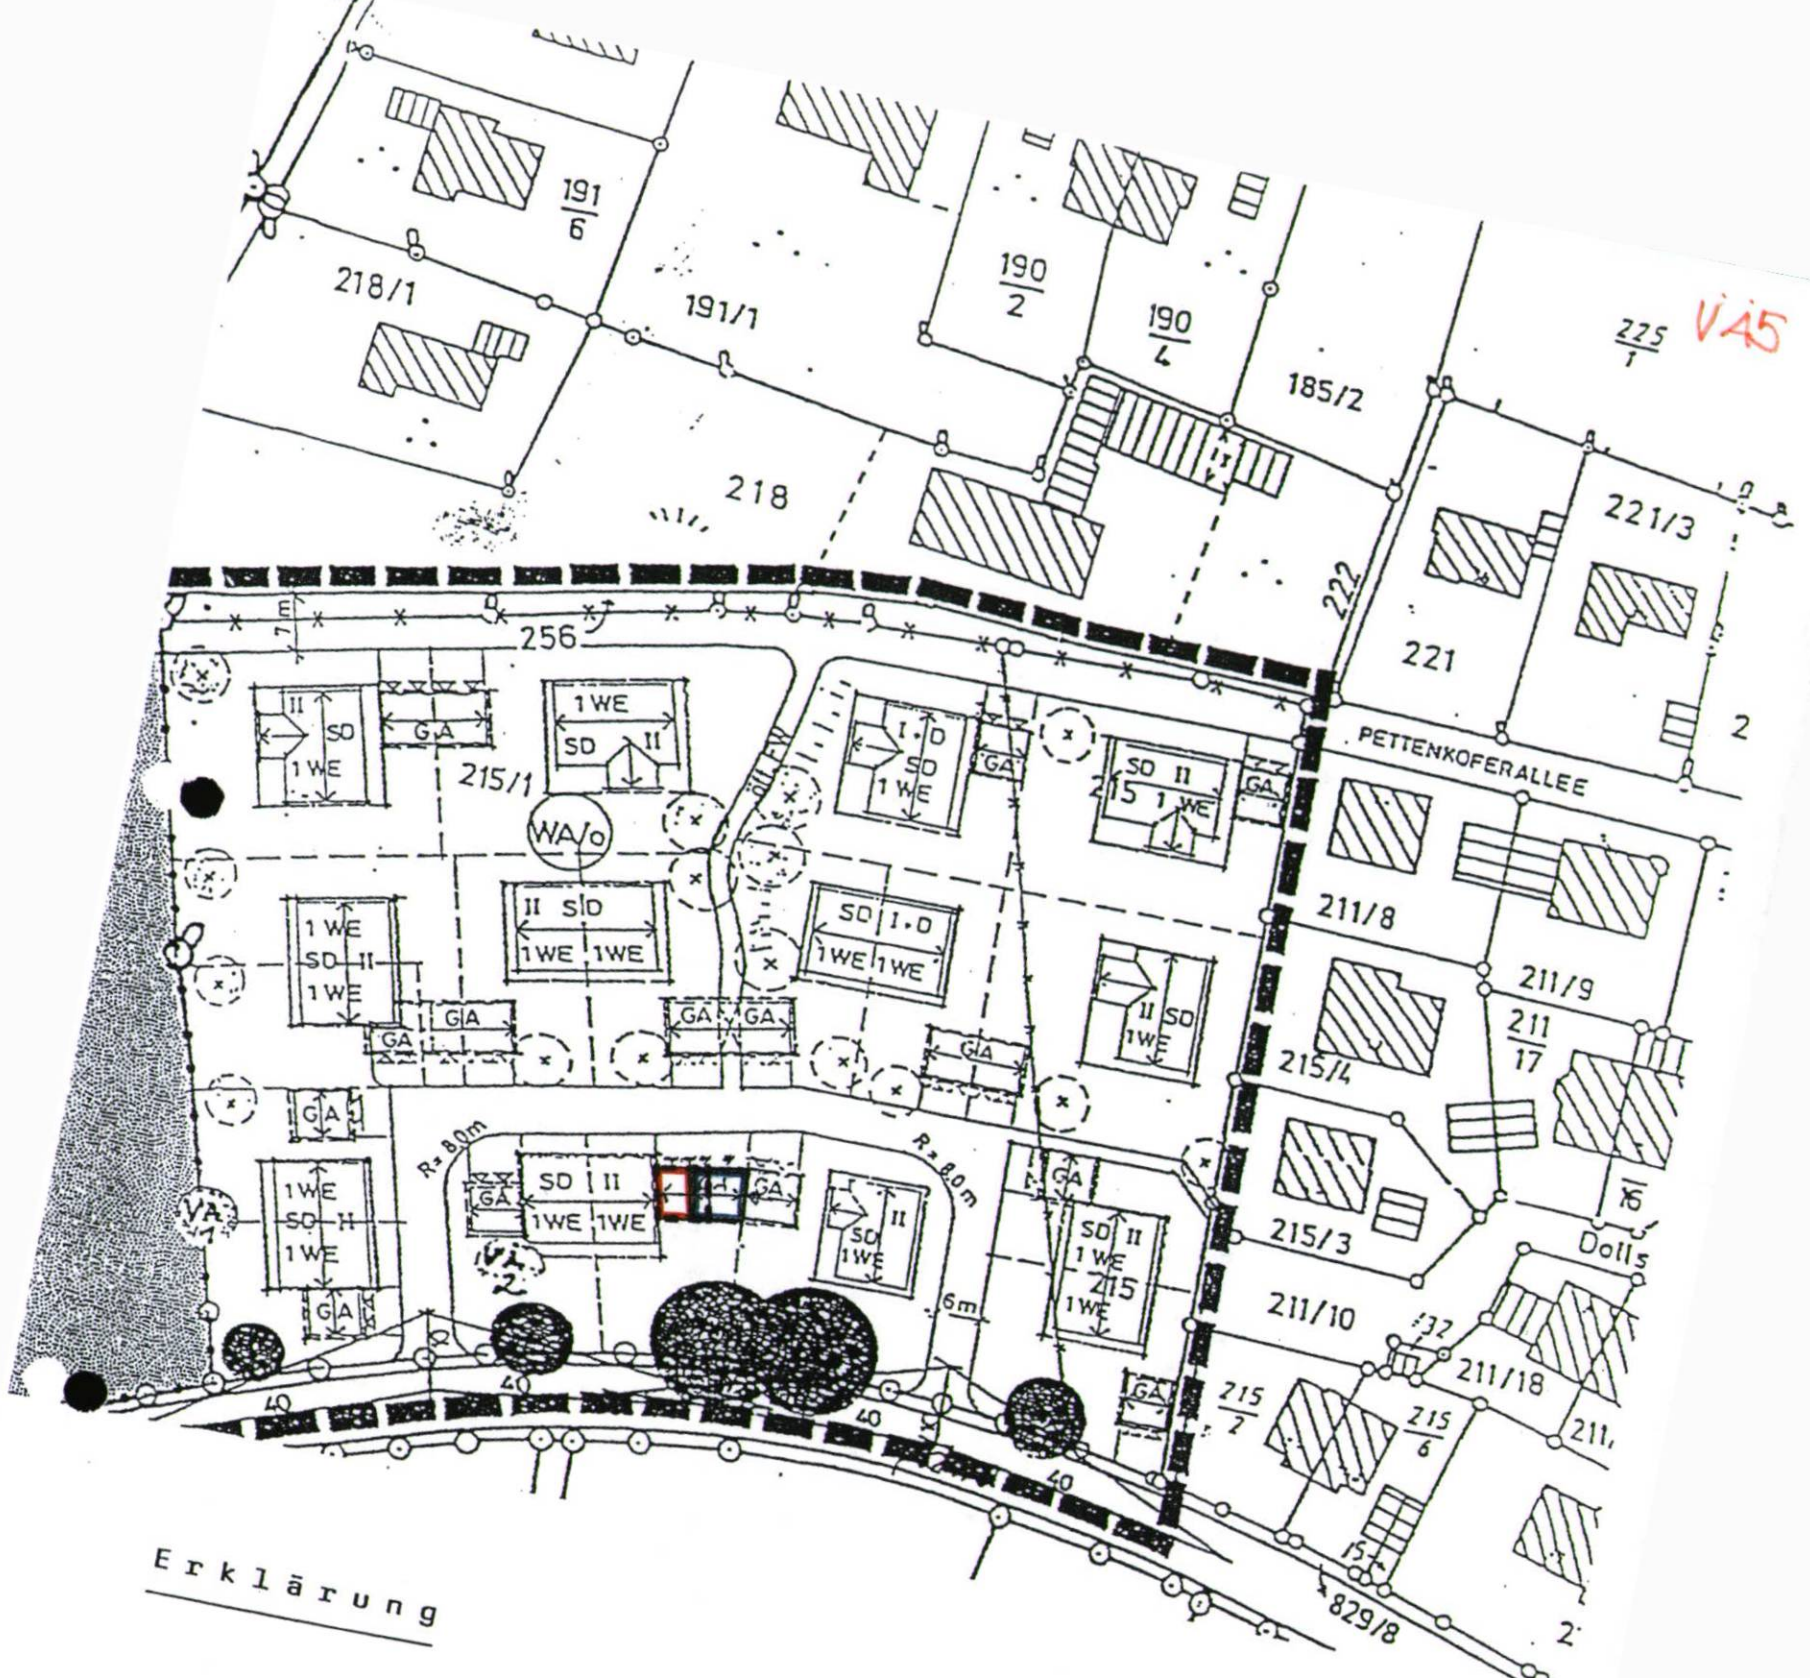 191
6
218/1
191/1
190
2
190
4
185/2
225
1
VA5
218
222
221/3
221
2
7 m
256
PETTENKOFERALLEE
II
SD
1 WE
GA
1 WE
SD II
215/1
WA/o
öff. FW
I+D
SD
1 WE
GA
215
SD II
1 WE
GA
211/8
211/9
211
17
1 WE
SD II
1 WE
II SD
1WE 1WE
SD I+D
1WE 1WE
II SD
1WE
GA
GA
GA GA
GA
215/4
GA
R= 8.0m
R= 8.0m
GA
SD II
1WE 1WE
GA
GA
1WE
SD II
1WE
VA
II
SD
1WE
SD II
1WE
215
1WE
215/3
16
Dolls
GA
6m
211/10
132
211/18
40
40
40
40
GA
215
2
215
6
211
829/8
2
Erklärung